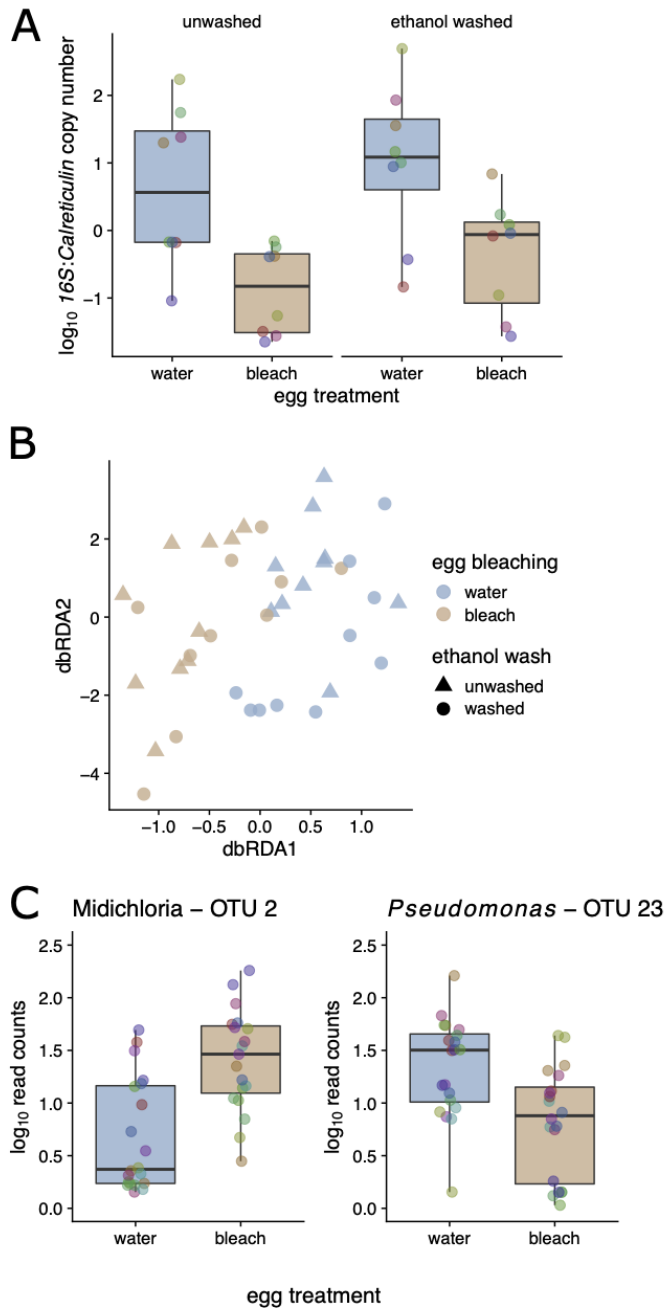 A
unwashed
ethanol washed
log₁₀ 16S:Calreticulin copy number
2
1
0
−1
water
bleach
water
bleach
egg treatment
B
dbRDA2
2
0
−2
−4
−1.0
−0.5
0.0
0.5
1.0
dbRDA1
egg bleaching
water
bleach
ethanol wash
unwashed
washed
C
Midichloria – OTU 2
log₁₀ read counts
2.5
2.0
1.5
1.0
0.5
0.0
water
bleach
Pseudomonas – OTU 23
log₁₀ read counts
2.5
2.0
1.5
1.0
0.5
0.0
water
bleach
egg treatment